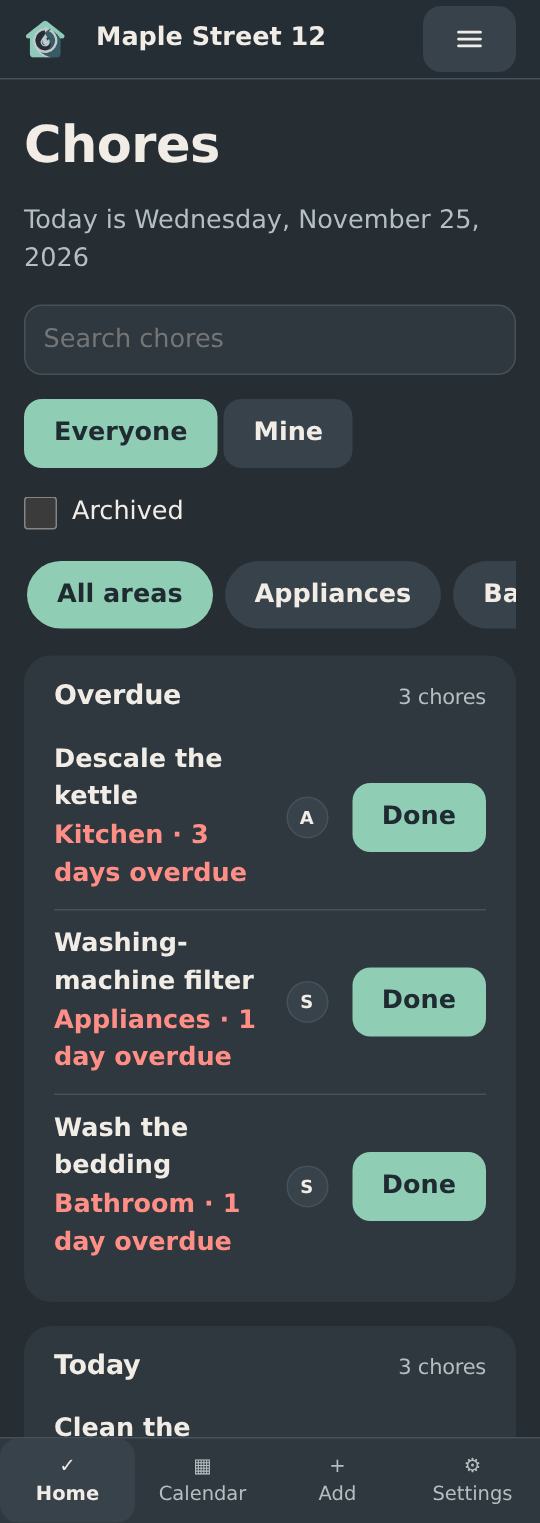 Maple Street 12
Chores
Today is Wednesday, November 25,
2026
Search chores
Everyone
Mine
Archived
All areas
Appliances
Ba
Overdue
3 chores
Descale the
kettle
Kitchen · 3
days overdue
A
Done
Washing-
machine filter
Appliances · 1
day overdue
S
Done
Wash the
bedding
Bathroom · 1
day overdue
S
Done
Today
3 chores
Clean the
✓
Home
▦
Calendar
+
Add
⚙
Settings